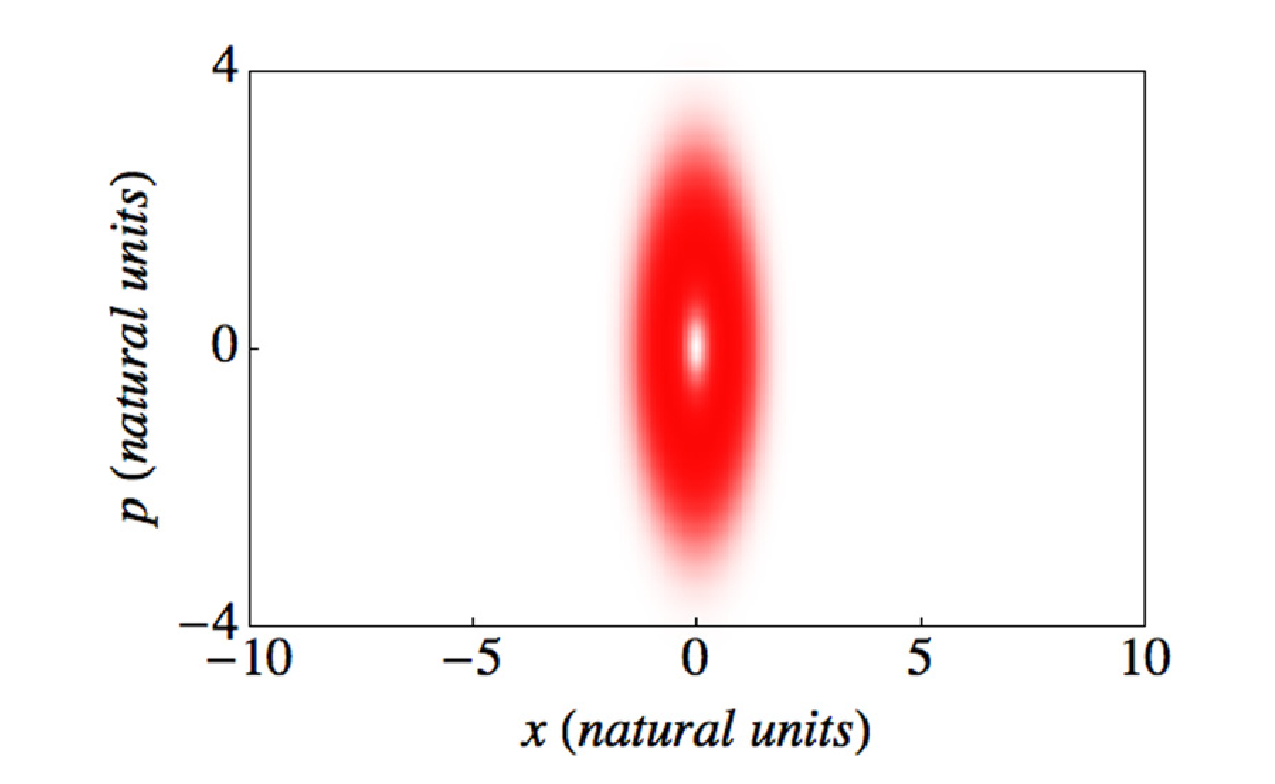 4
p (natural units)
0
−4
−10 −5 0 5 10
x (natural units)